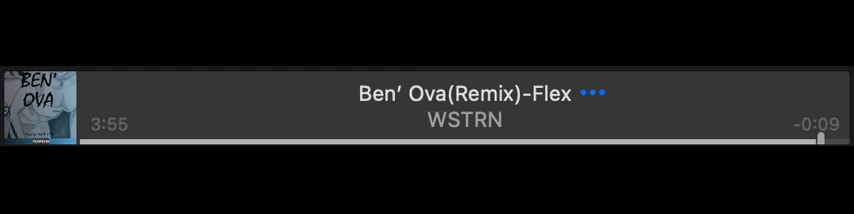 BEN'
OVA
Ben’ Ova(Remix)-Flex •••
WSTRN
3:55
-0:09